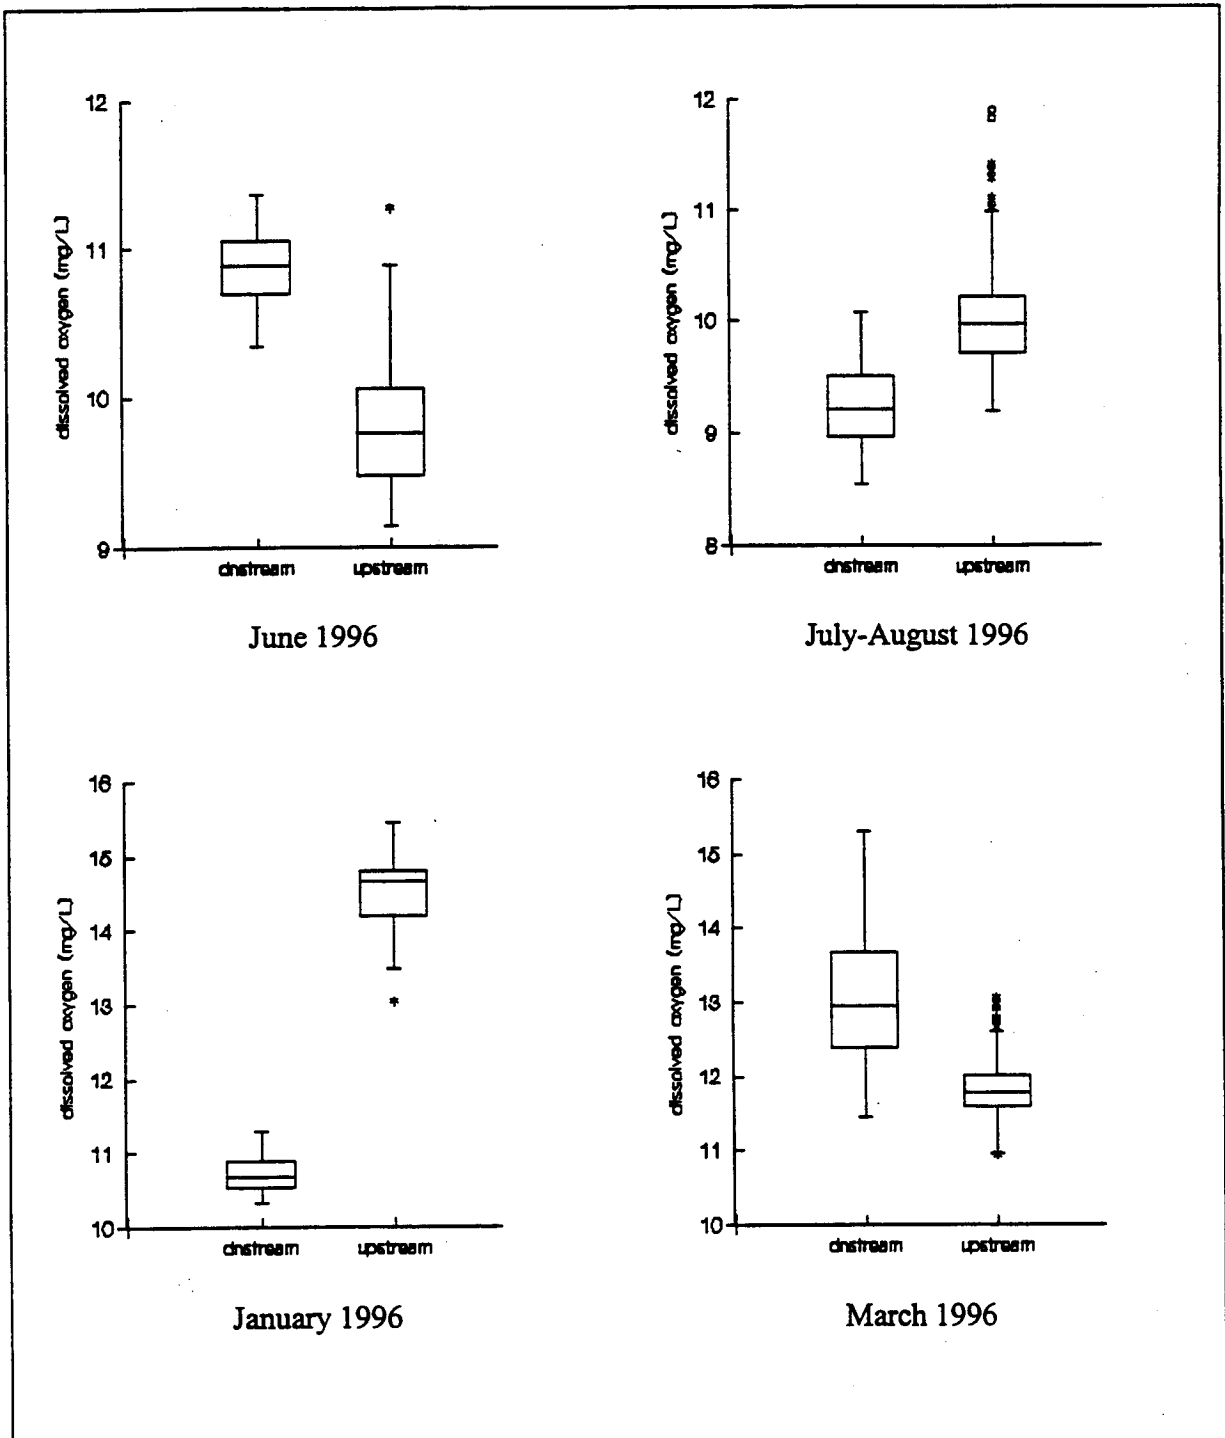 12
11
10
9
dissolved oxygen (mg/L)
dnstream upstream
June 1996
12
11
10
9
8
dissolved oxygen (mg/L)
dnstream upstream
July-August 1996
16
15
14
13
12
11
10
dissolved oxygen (mg/L)
dnstream upstream
January 1996
16
15
14
13
12
11
10
dissolved oxygen (mg/L)
dnstream upstream
March 1996